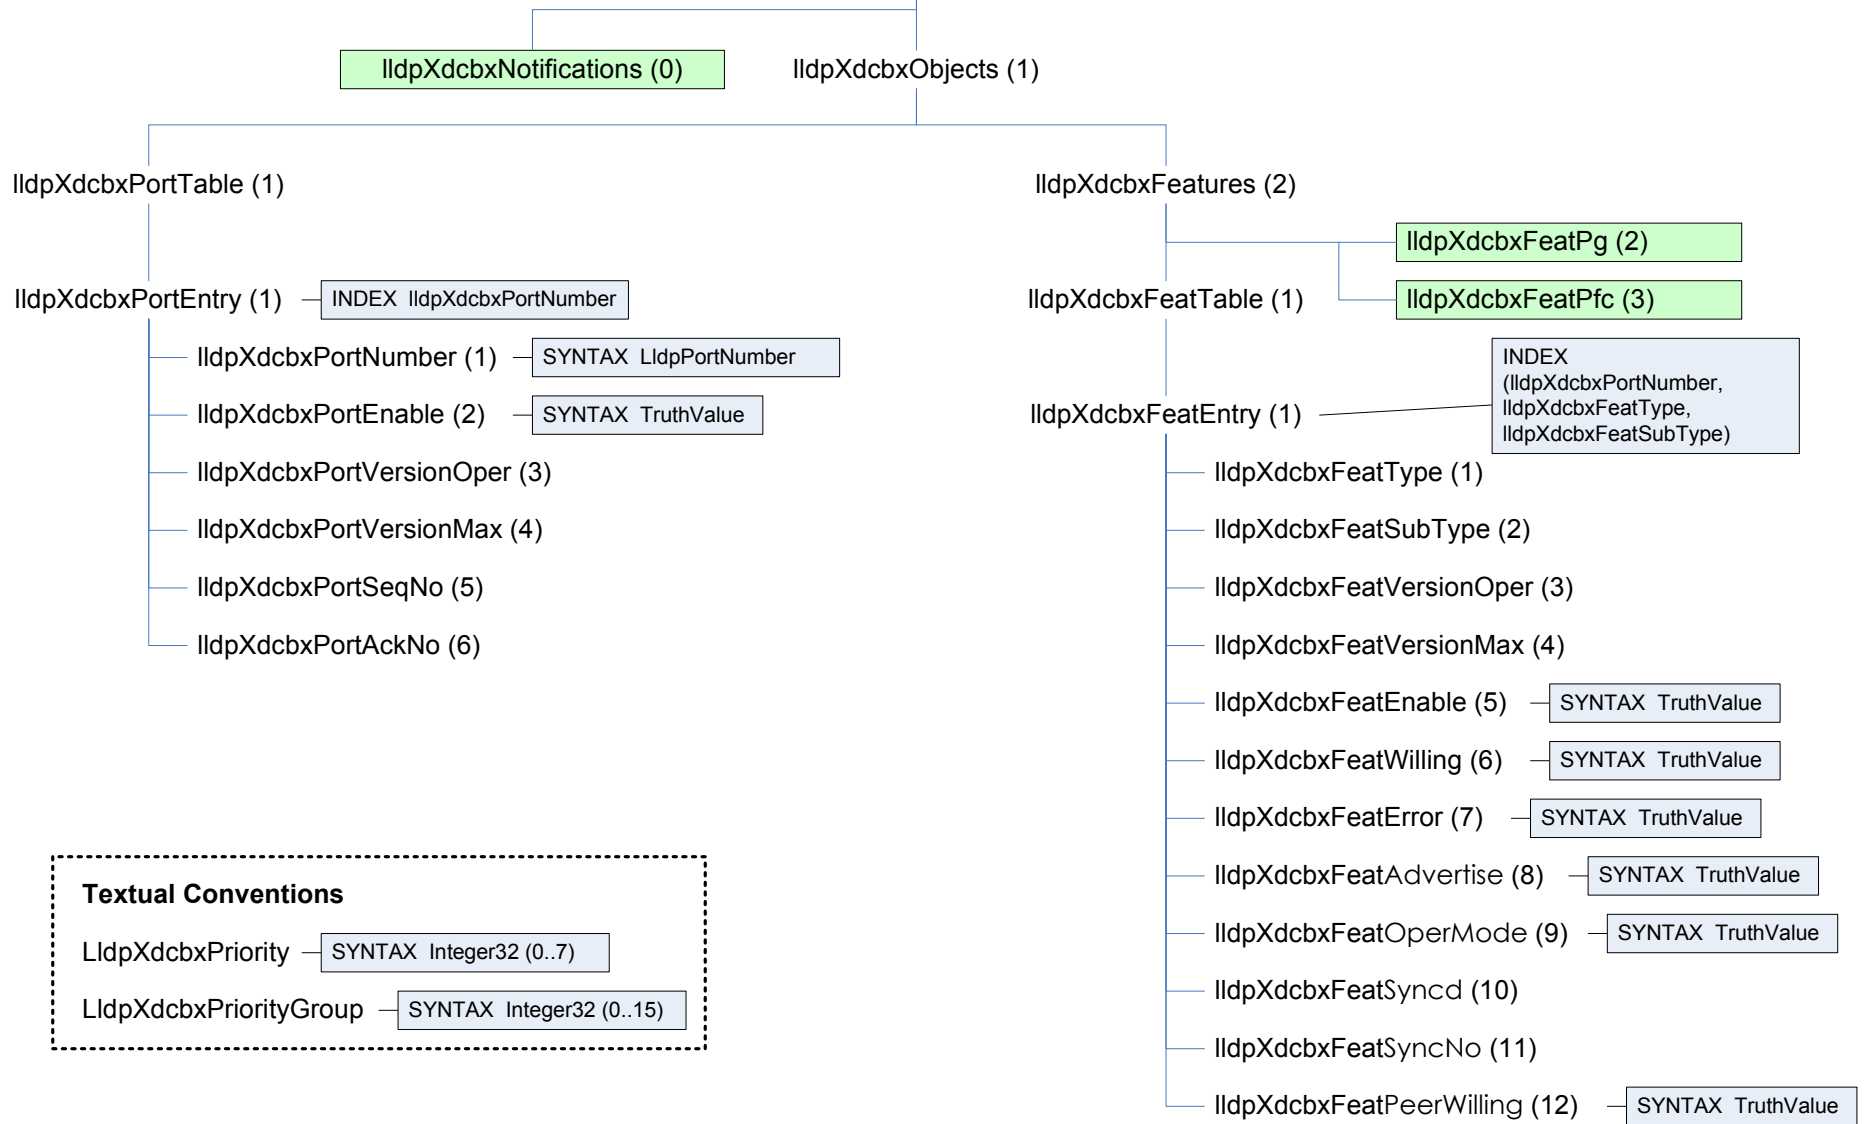 lldpXdcbxNotifications (0)
lldpXdcbxObjects (1)
lldpXdcbxPortTable (1)
lldpXdcbxPortEntry (1)
INDEX lldpXdcbxPortNumber
lldpXdcbxPortNumber (1)
SYNTAX LldpPortNumber
lldpXdcbxPortEnable (2)
SYNTAX TruthValue
lldpXdcbxPortVersionOper (3)
lldpXdcbxPortVersionMax (4)
lldpXdcbxPortSeqNo (5)
lldpXdcbxPortAckNo (6)
lldpXdcbxFeatures (2)
lldpXdcbxFeatPg (2)
lldpXdcbxFeatTable (1)
lldpXdcbxFeatPfc (3)
lldpXdcbxFeatEntry (1)
INDEX
(lldpXdcbxPortNumber,
lldpXdcbxFeatType,
lldpXdcbxFeatSubType)
lldpXdcbxFeatType (1)
lldpXdcbxFeatSubType (2)
lldpXdcbxFeatVersionOper (3)
lldpXdcbxFeatVersionMax (4)
lldpXdcbxFeatEnable (5)
SYNTAX TruthValue
lldpXdcbxFeatWilling (6)
SYNTAX TruthValue
lldpXdcbxFeatError (7)
SYNTAX TruthValue
lldpXdcbxFeatAdvertise (8)
SYNTAX TruthValue
lldpXdcbxFeatOperMode (9)
SYNTAX TruthValue
lldpXdcbxFeatSyncd (10)
lldpXdcbxFeatSyncNo (11)
lldpXdcbxFeatPeerWilling (12)
SYNTAX TruthValue
Textual Conventions
LldpXdcbxPriority
SYNTAX Integer32 (0..7)
LldpXdcbxPriorityGroup
SYNTAX Integer32 (0..15)